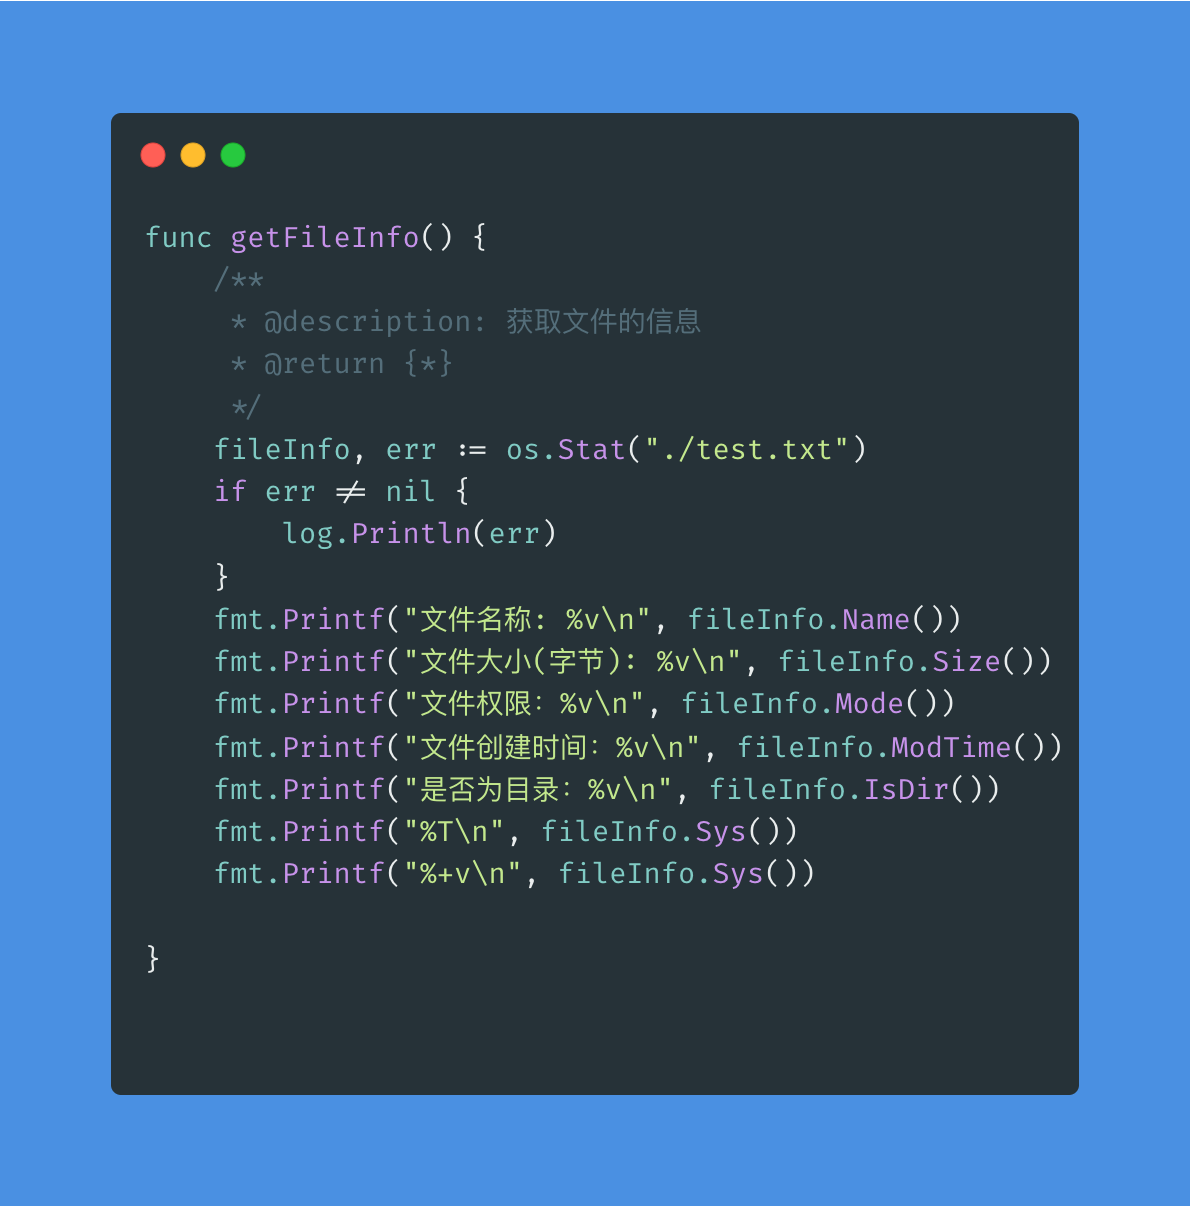 func getFileInfo() {
    /**
     * @description: 获取文件的信息
     * @return {*}
     */
    fileInfo, err := os.Stat("./test.txt")
    if err != nil {
        log.Println(err)
    }
    fmt.Printf("文件名称: %v\n", fileInfo.Name())
    fmt.Printf("文件大小(字节): %v\n", fileInfo.Size())
    fmt.Printf("文件权限: %v\n", fileInfo.Mode())
    fmt.Printf("文件创建时间: %v\n", fileInfo.ModTime())
    fmt.Printf("是否为目录: %v\n", fileInfo.IsDir())
    fmt.Printf("%T\n", fileInfo.Sys())
    fmt.Printf("%+v\n", fileInfo.Sys())
}